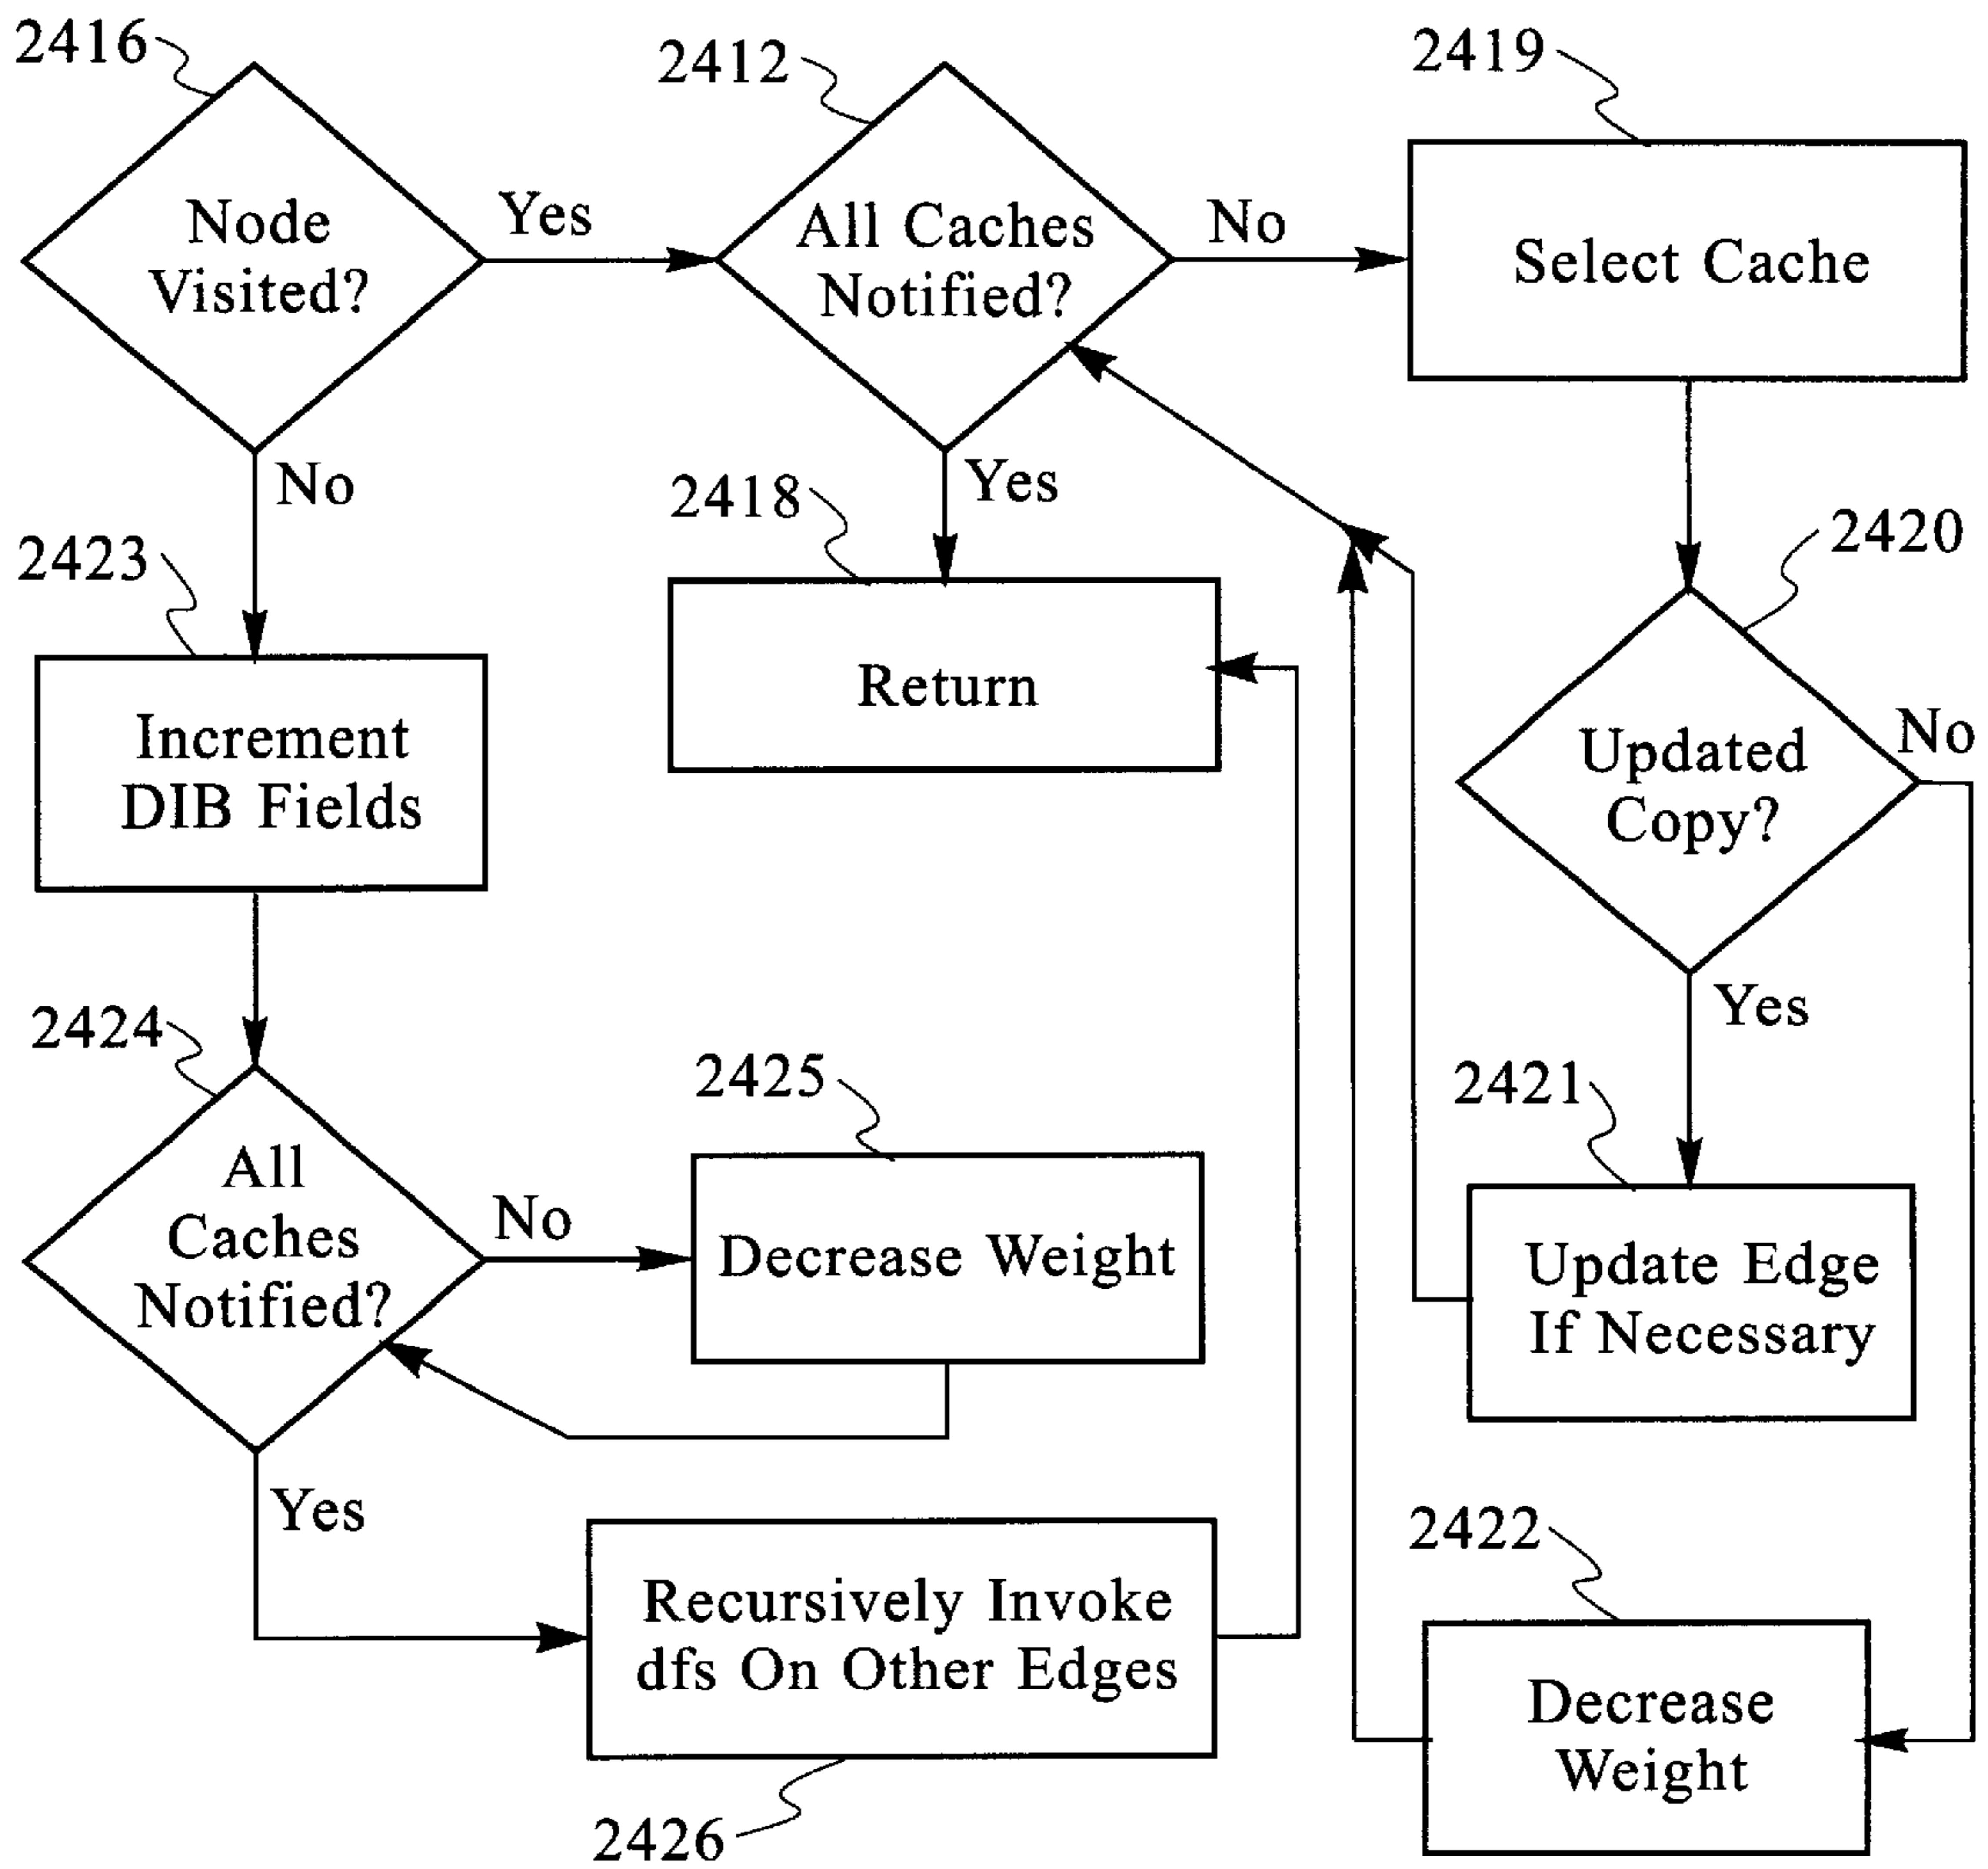 2416
Node
Visited?
Yes
No
2412
All Caches
Notified?
No
Yes
2419
Select Cache
2418
Return
2420
Updated
Copy?
No
Yes
2423
Increment
DIB Fields
2424
All
Caches
Notified?
No
Yes
2425
Decrease Weight
2421
Update Edge
If Necessary
2422
Decrease
Weight
Recursively Invoke
dfs On Other Edges
2426